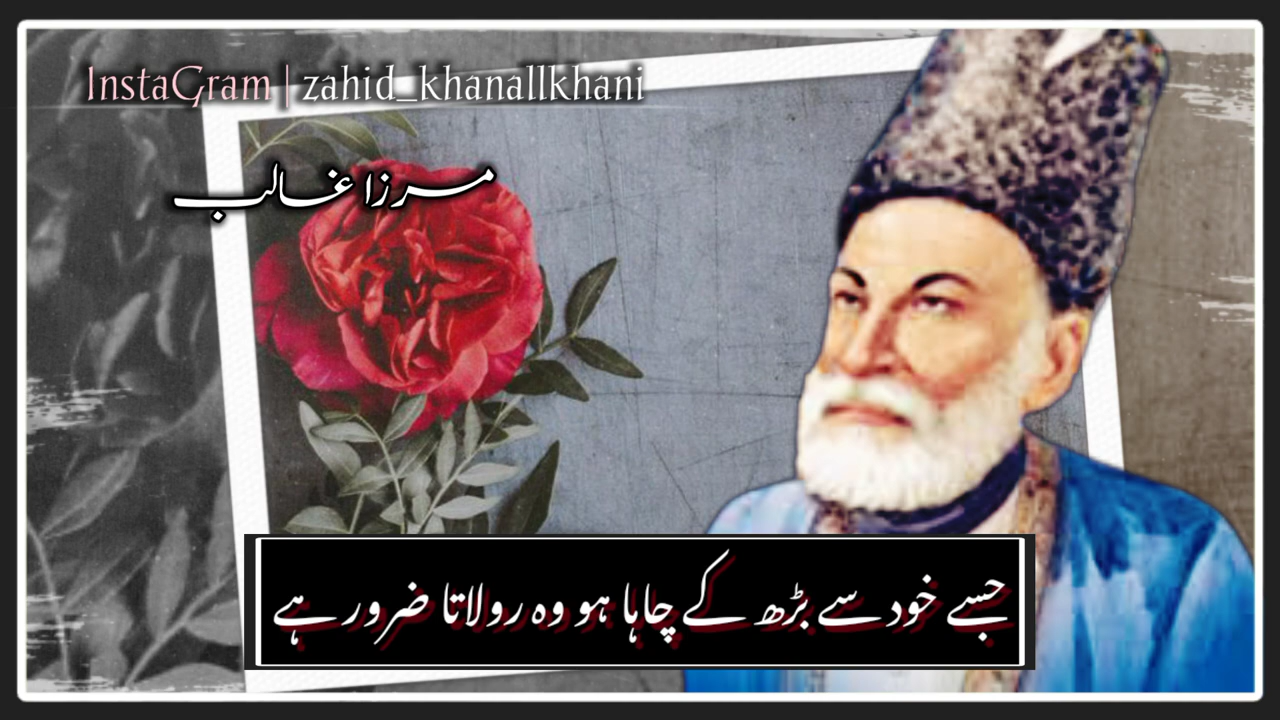 InstaGram | zahid_khanallkhani
مرزا غالب
جسے خود سے بڑھ کے چاہا ہو وہ رولاتا ضرور ہے